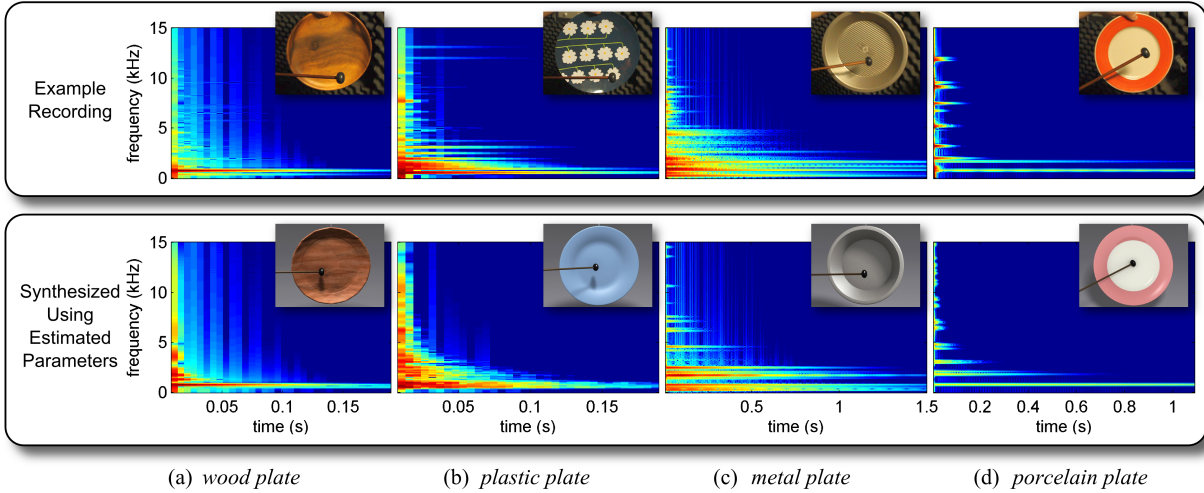 Example
Recording
frequency (kHz)
15
10
5
0
Synthesized
Using
Estimated
Parameters
frequency (kHz)
15
10
5
0
0.05 0.1 0.15
time (s)
0.05 0.1 0.15
time (s)
0.5 1 1.5
time (s)
0.2 0.4 0.6 0.8 1
time (s)
(a) wood plate
(b) plastic plate
(c) metal plate
(d) porcelain plate